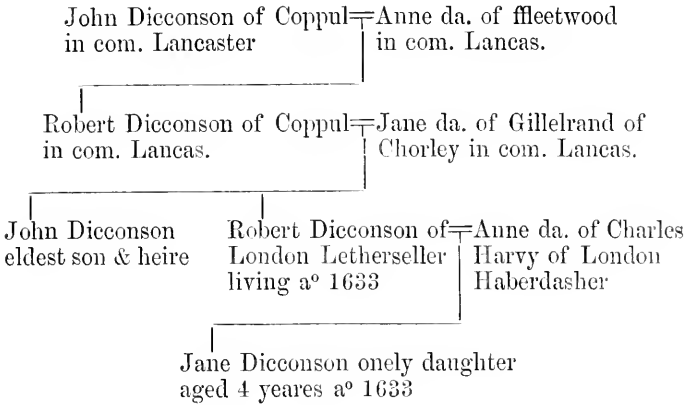 John Dicconson of Coppul Anne da. of ffleetwood
in com. Lancaster in com. Lancas.
Robert Dicconson of Coppul Jane da. of Gillelrand of
in com. Lancas. Chorley in com. Lancas.
John Dicconson Robert Dicconson of Anne da. of Charles
eldest son & heire London Letherseller Harvy of London
living aº 1633 Haberdasher
Jane Dicconson onely daughter
aged 4 yeares aº 1633